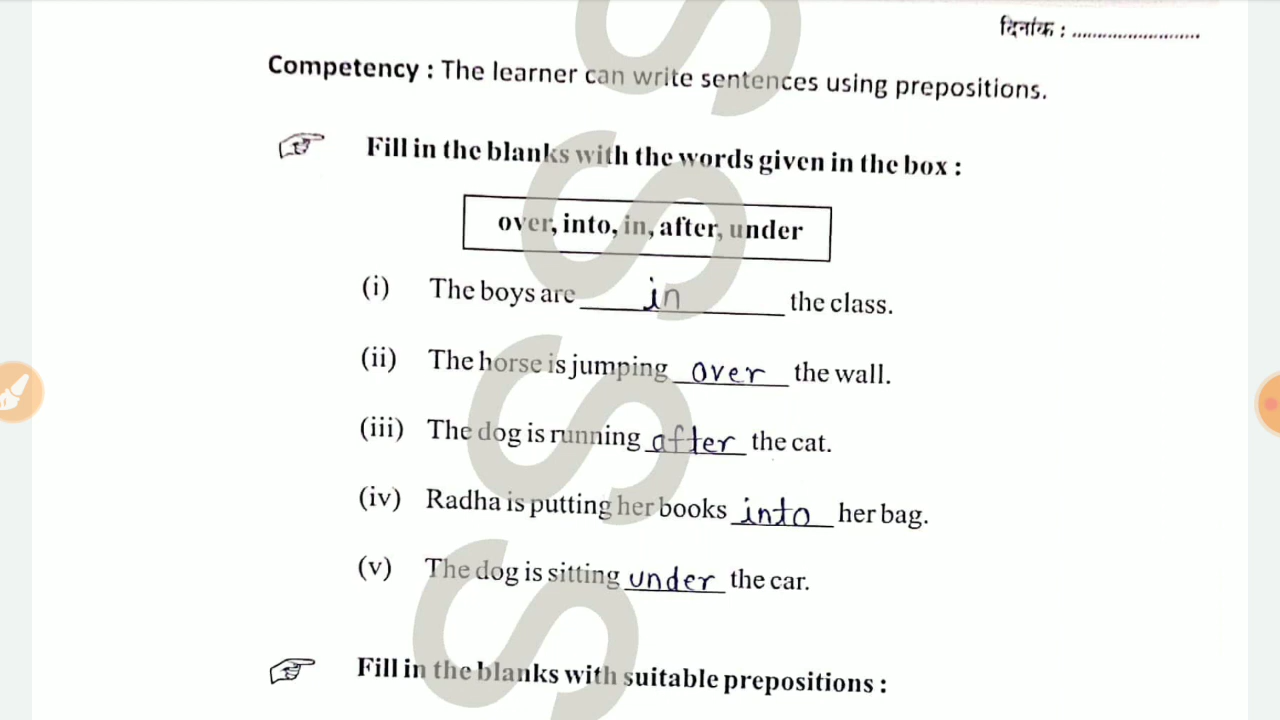 दिनांक : ........................
Competency : The learner can write sentences using prepositions.
Fill in the blanks with the words given in the box :
over, into, in, after, under
(i) The boys are in the class.
(ii) The horse is jumping over the wall.
(iii) The dog is running after the cat.
(iv) Radha is putting her books into her bag.
(v) The dog is sitting under the car.
Fill in the blanks with suitable prepositions :
SSSS